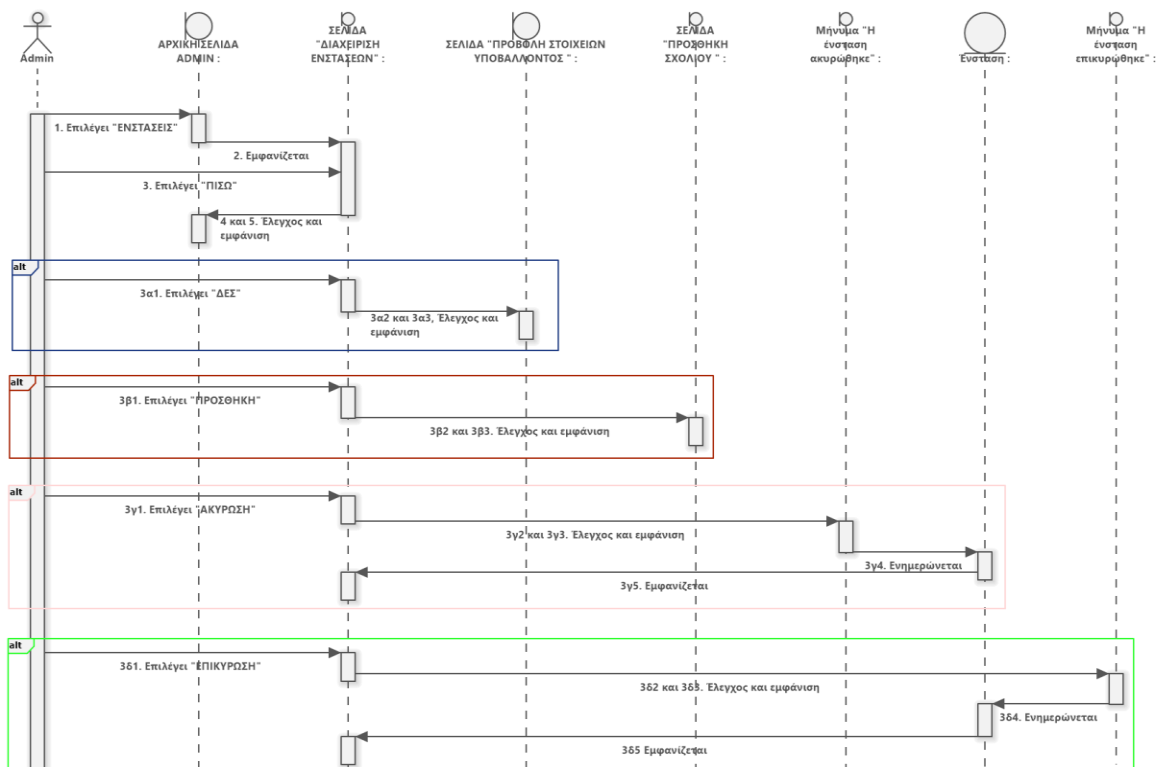 Admin
ΑΡΧΙΚΗ ΣΕΛΙΔΑ
ADMIN :
ΣΕΛΙΔΑ
"ΔΙΑΧΕΙΡΙΣΗ
ΕΝΣΤΑΣΕΩΝ" :
ΣΕΛΙΔΑ "ΠΡΟΒΟΛΗ ΣΤΟΙΧΕΙΩΝ
ΥΠΟΒΑΛΛΟΝΤΟΣ " :
ΣΕΛΙΔΑ
"ΠΡΟΣΘΗΚΗ
ΣΧΟΛΙΟΥ " :
Μήνυμα "Η
ένσταση
ακυρώθηκε" :
Ένσταση :
Μήνυμα "Η
ένσταση
επικυρώθηκε" :
1. Επιλέγει "ΕΝΣΤΑΣΕΙΣ"
2. Εμφανίζεται
3. Επιλέγει "ΠΙΣΩ"
4 και 5. Έλεγχος και
εμφάνιση
alt
3α1. Επιλέγει "ΔΕΣ"
3α2 και 3α3, Έλεγχος και
εμφάνιση
alt
3β1. Επιλέγει "ΠΡΟΣΘΗΚΗ"
3β2 και 3β3. Έλεγχος και εμφάνιση
alt
3γ1. Επιλέγει "ΑΚΥΡΩΣΗ"
3γ2 και 3γ3. Έλεγχος και εμφάνιση
3γ4. Ενημερώνεται
3γ5. Εμφανίζεται
alt
3δ1. Επιλέγει "ΕΠΙΚΥΡΩΣΗ"
3δ2 και 3δ3. Έλεγχος και εμφάνιση
3δ4. Ενημερώνεται
3δ5 Εμφανίζεται